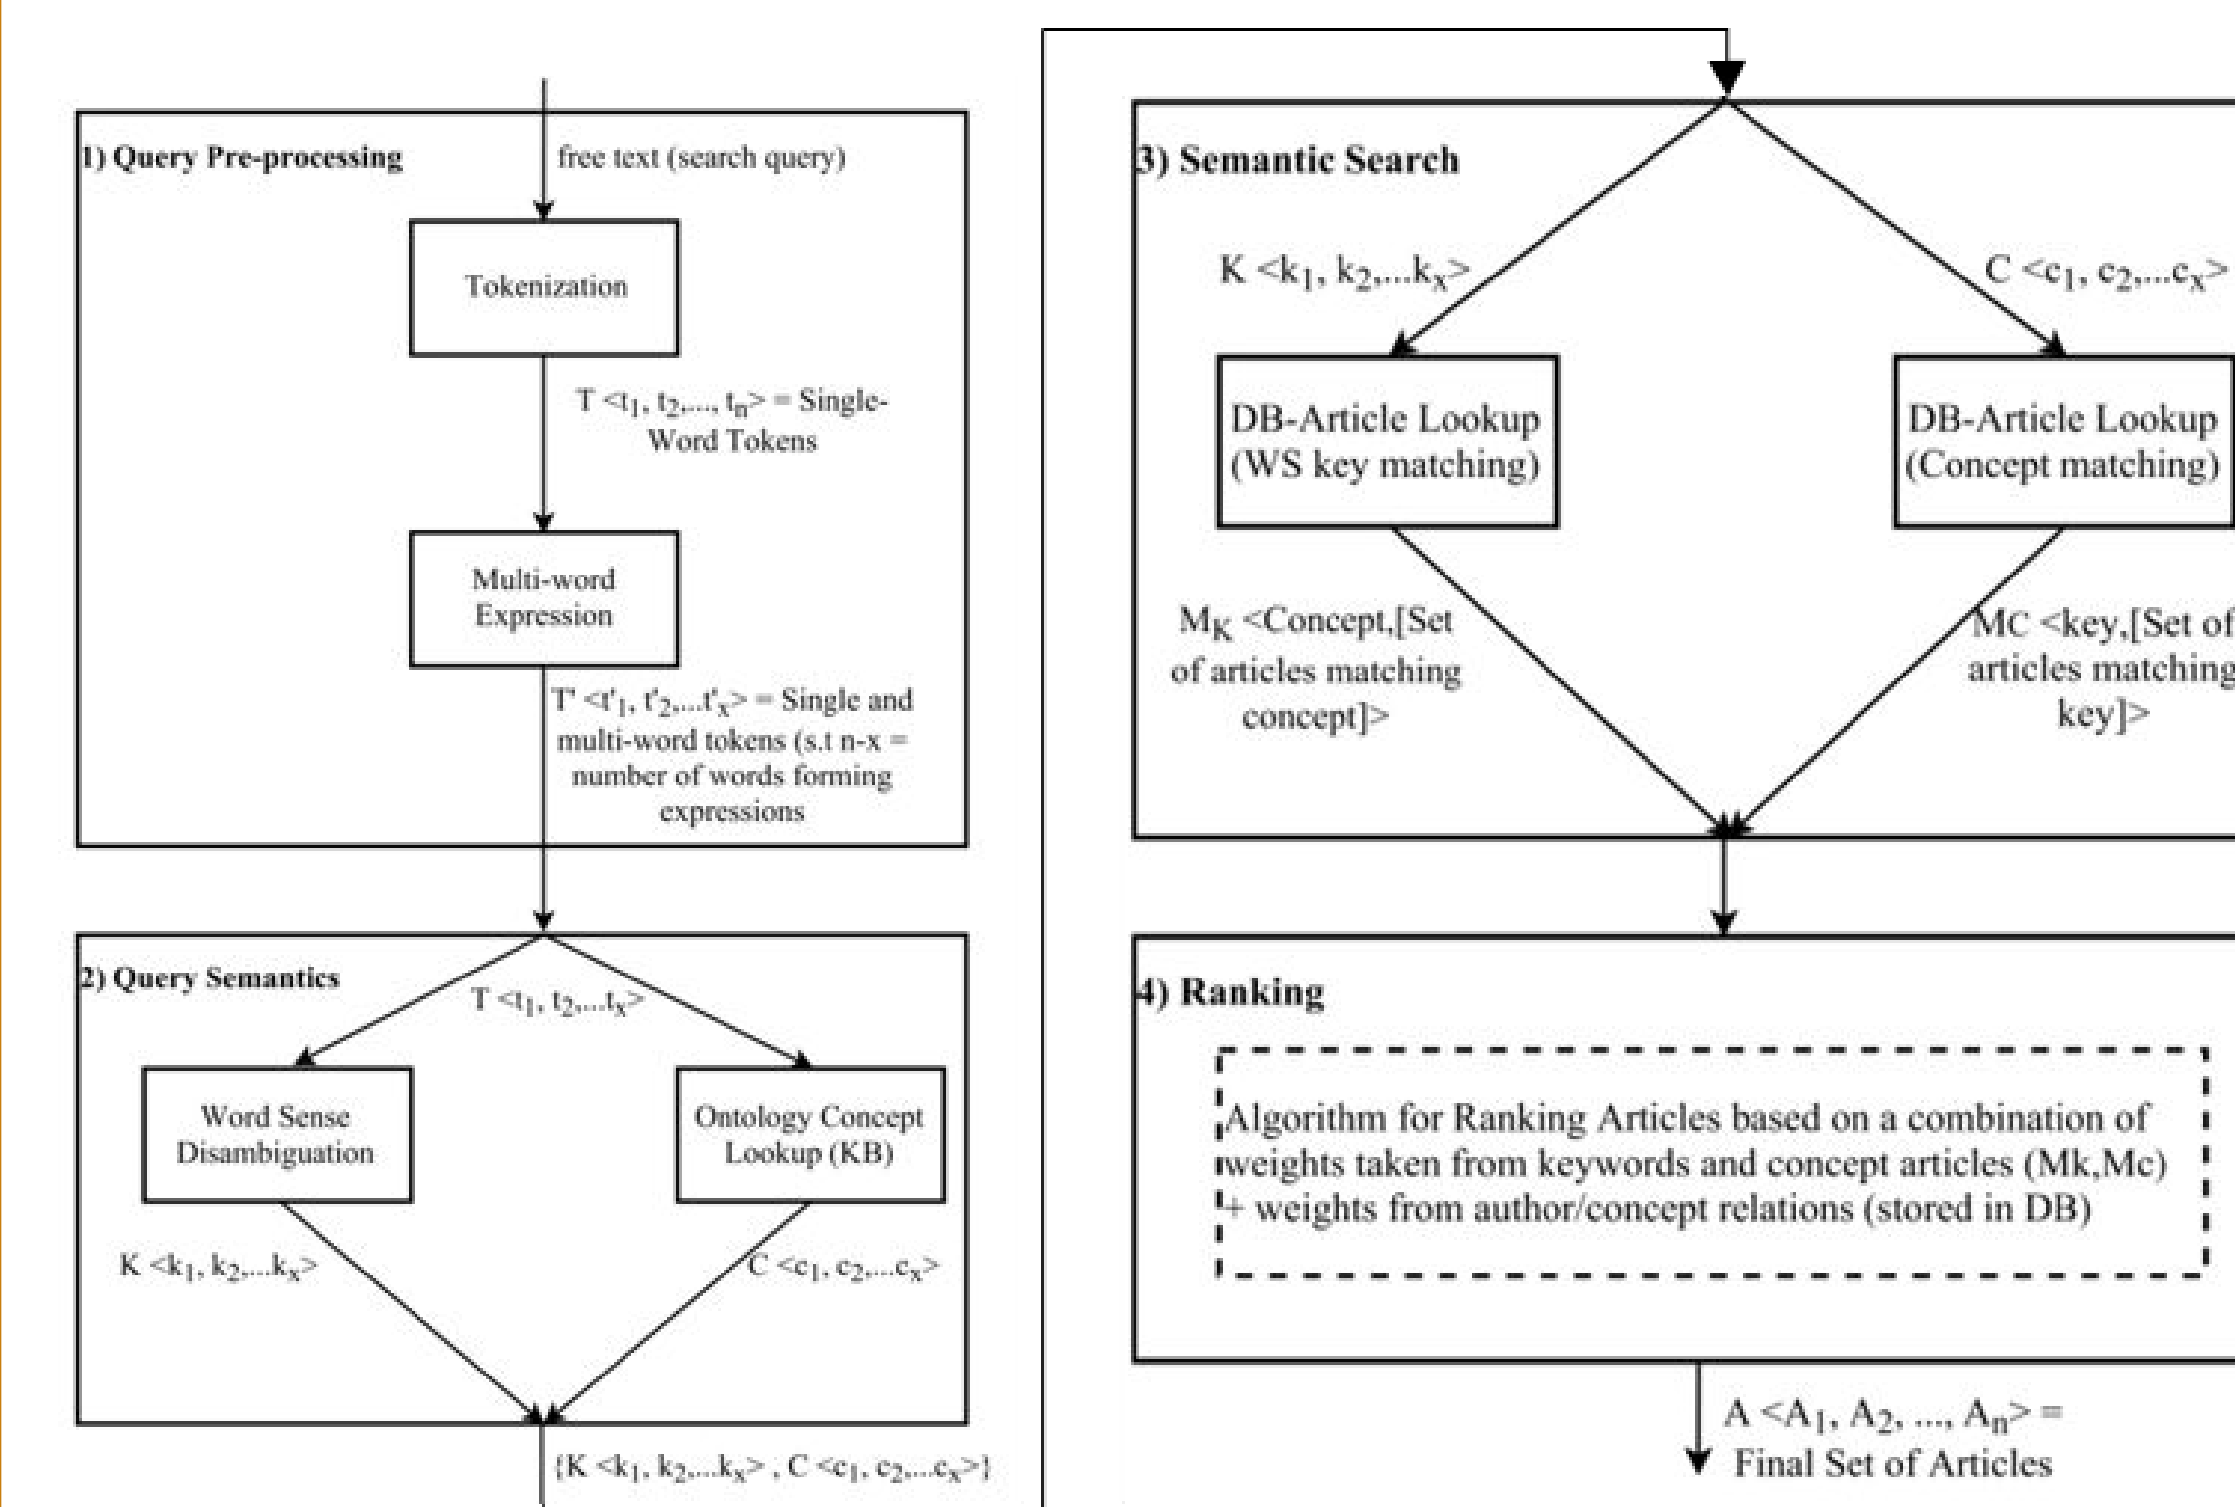 1) Query Pre-processing
free text (search query)
Tokenization
T <t1, t2,..., tn> = Single-
Word Tokens
Multi-word
Expression
T' <t'1, t'2,...t'x> = Single and
multi-word tokens (s.t n-x =
number of words forming
expressions
2) Query Semantics
T <t1, t2,...tx>
Word Sense
Disambiguation
Ontology Concept
Lookup (KB)
K <k1, k2,...kx>
C <c1, c2,...cx>
{K <k1, k2,...kx> , C <c1, c2,...cx>}
3) Semantic Search
K <k1, k2,...kx>
C <c1, c2,...cx>
DB-Article Lookup
(WS key matching)
DB-Article Lookup
(Concept matching)
MK <Concept,[Set
of articles matching
concept]>
MC <key,[Set of
articles matching
key]>
4) Ranking
Algorithm for Ranking Articles based on a combination of
weights taken from keywords and concept articles (Mk,Mc)
+ weights from author/concept relations (stored in DB)
A <A1, A2, ..., An> =
Final Set of Articles